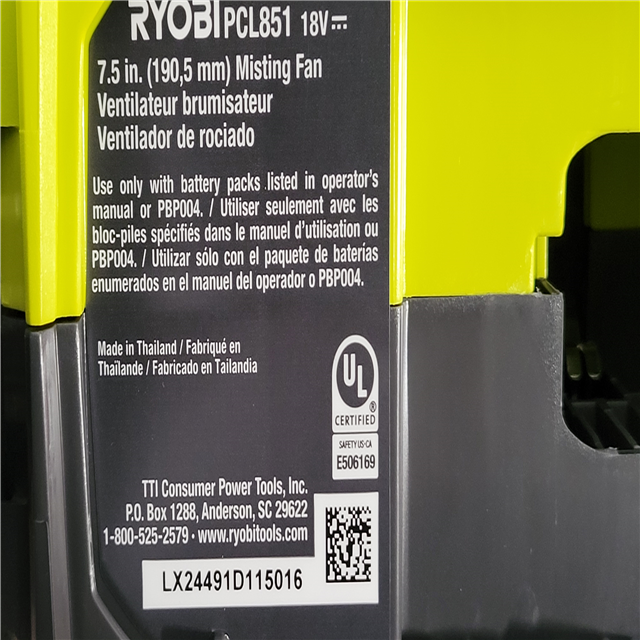 RYOBI PCL851 18V
7.5 in. (190,5 mm) Misting Fan
Ventilateur brumisateur
Ventilador de rociado
Use only with battery packs listed in operator's
manual or PBP004. / Utiliser seulement avec les
bloc-piles spécifiés dans le manuel d'utilisation ou
PBP004. / Utilizar sólo con el paquete de baterías
enumerados en el manuel del operador o PBP004.
Made in Thailand / Fabriqué en
Thaïlande / Fabricado en Tailandia
UL
®
CERTIFIED
SAFETY US-CA
E506169
TTI Consumer Power Tools, Inc.
P.O. Box 1288, Anderson, SC 29622
1-800-525-2579 · www.ryobitools.com
LX24491D115016